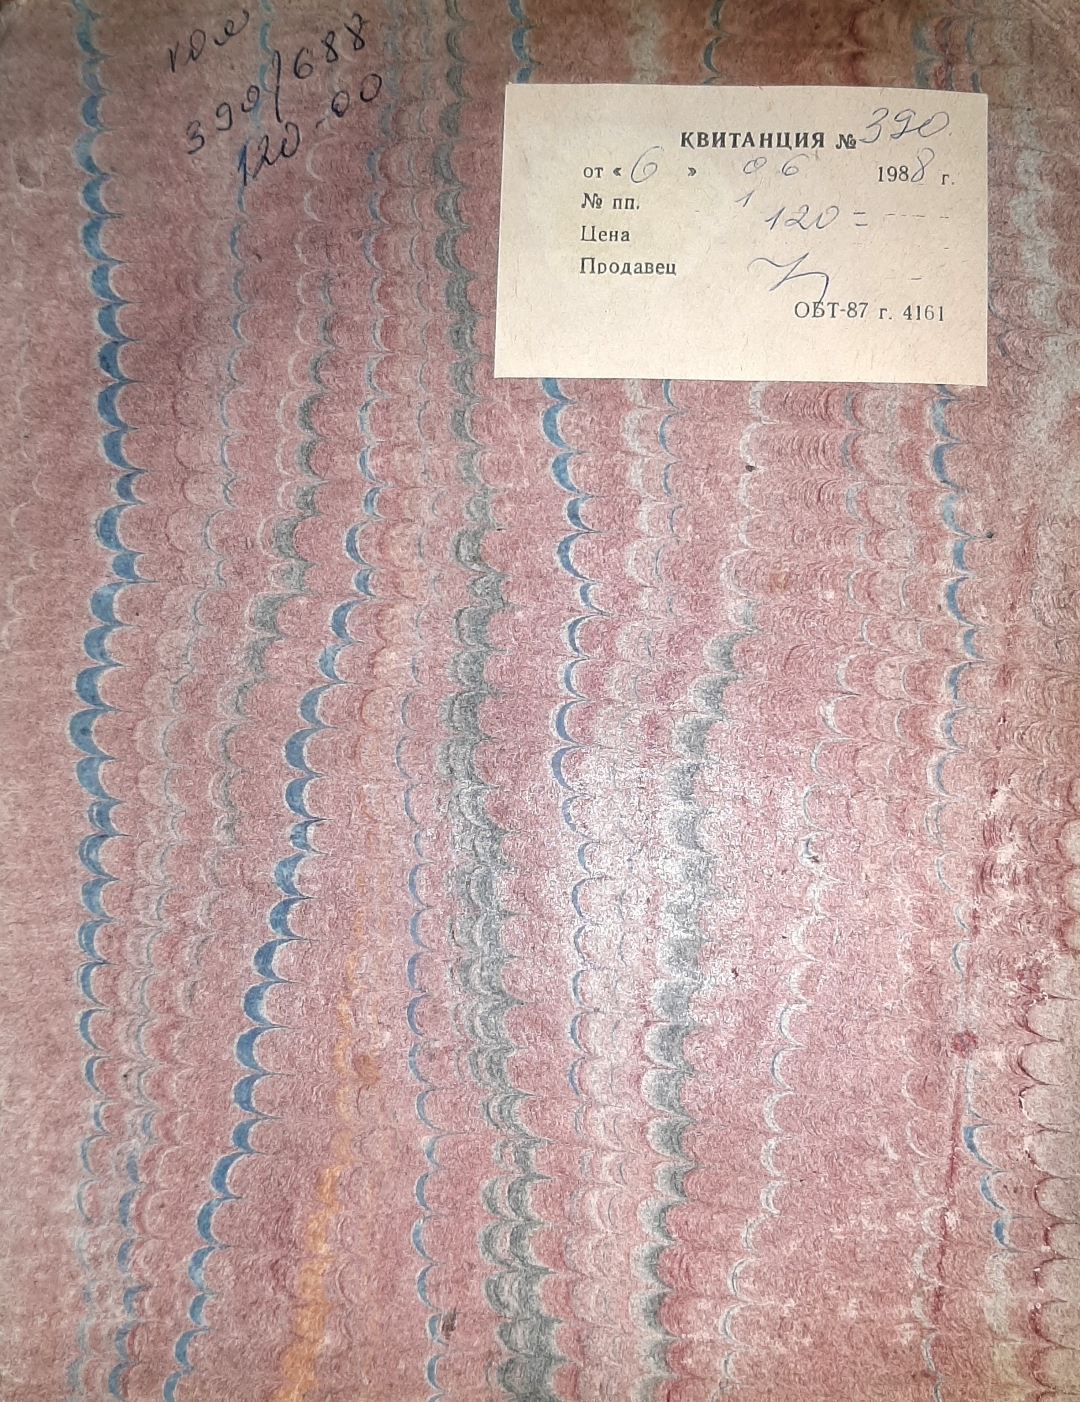 390/688
120-00
КВИТАНЦИЯ № 390
от « 6 » 06 1988 г.
№ пп. 1
Цена 120 =
Продавец
ОБТ-87 г. 4161